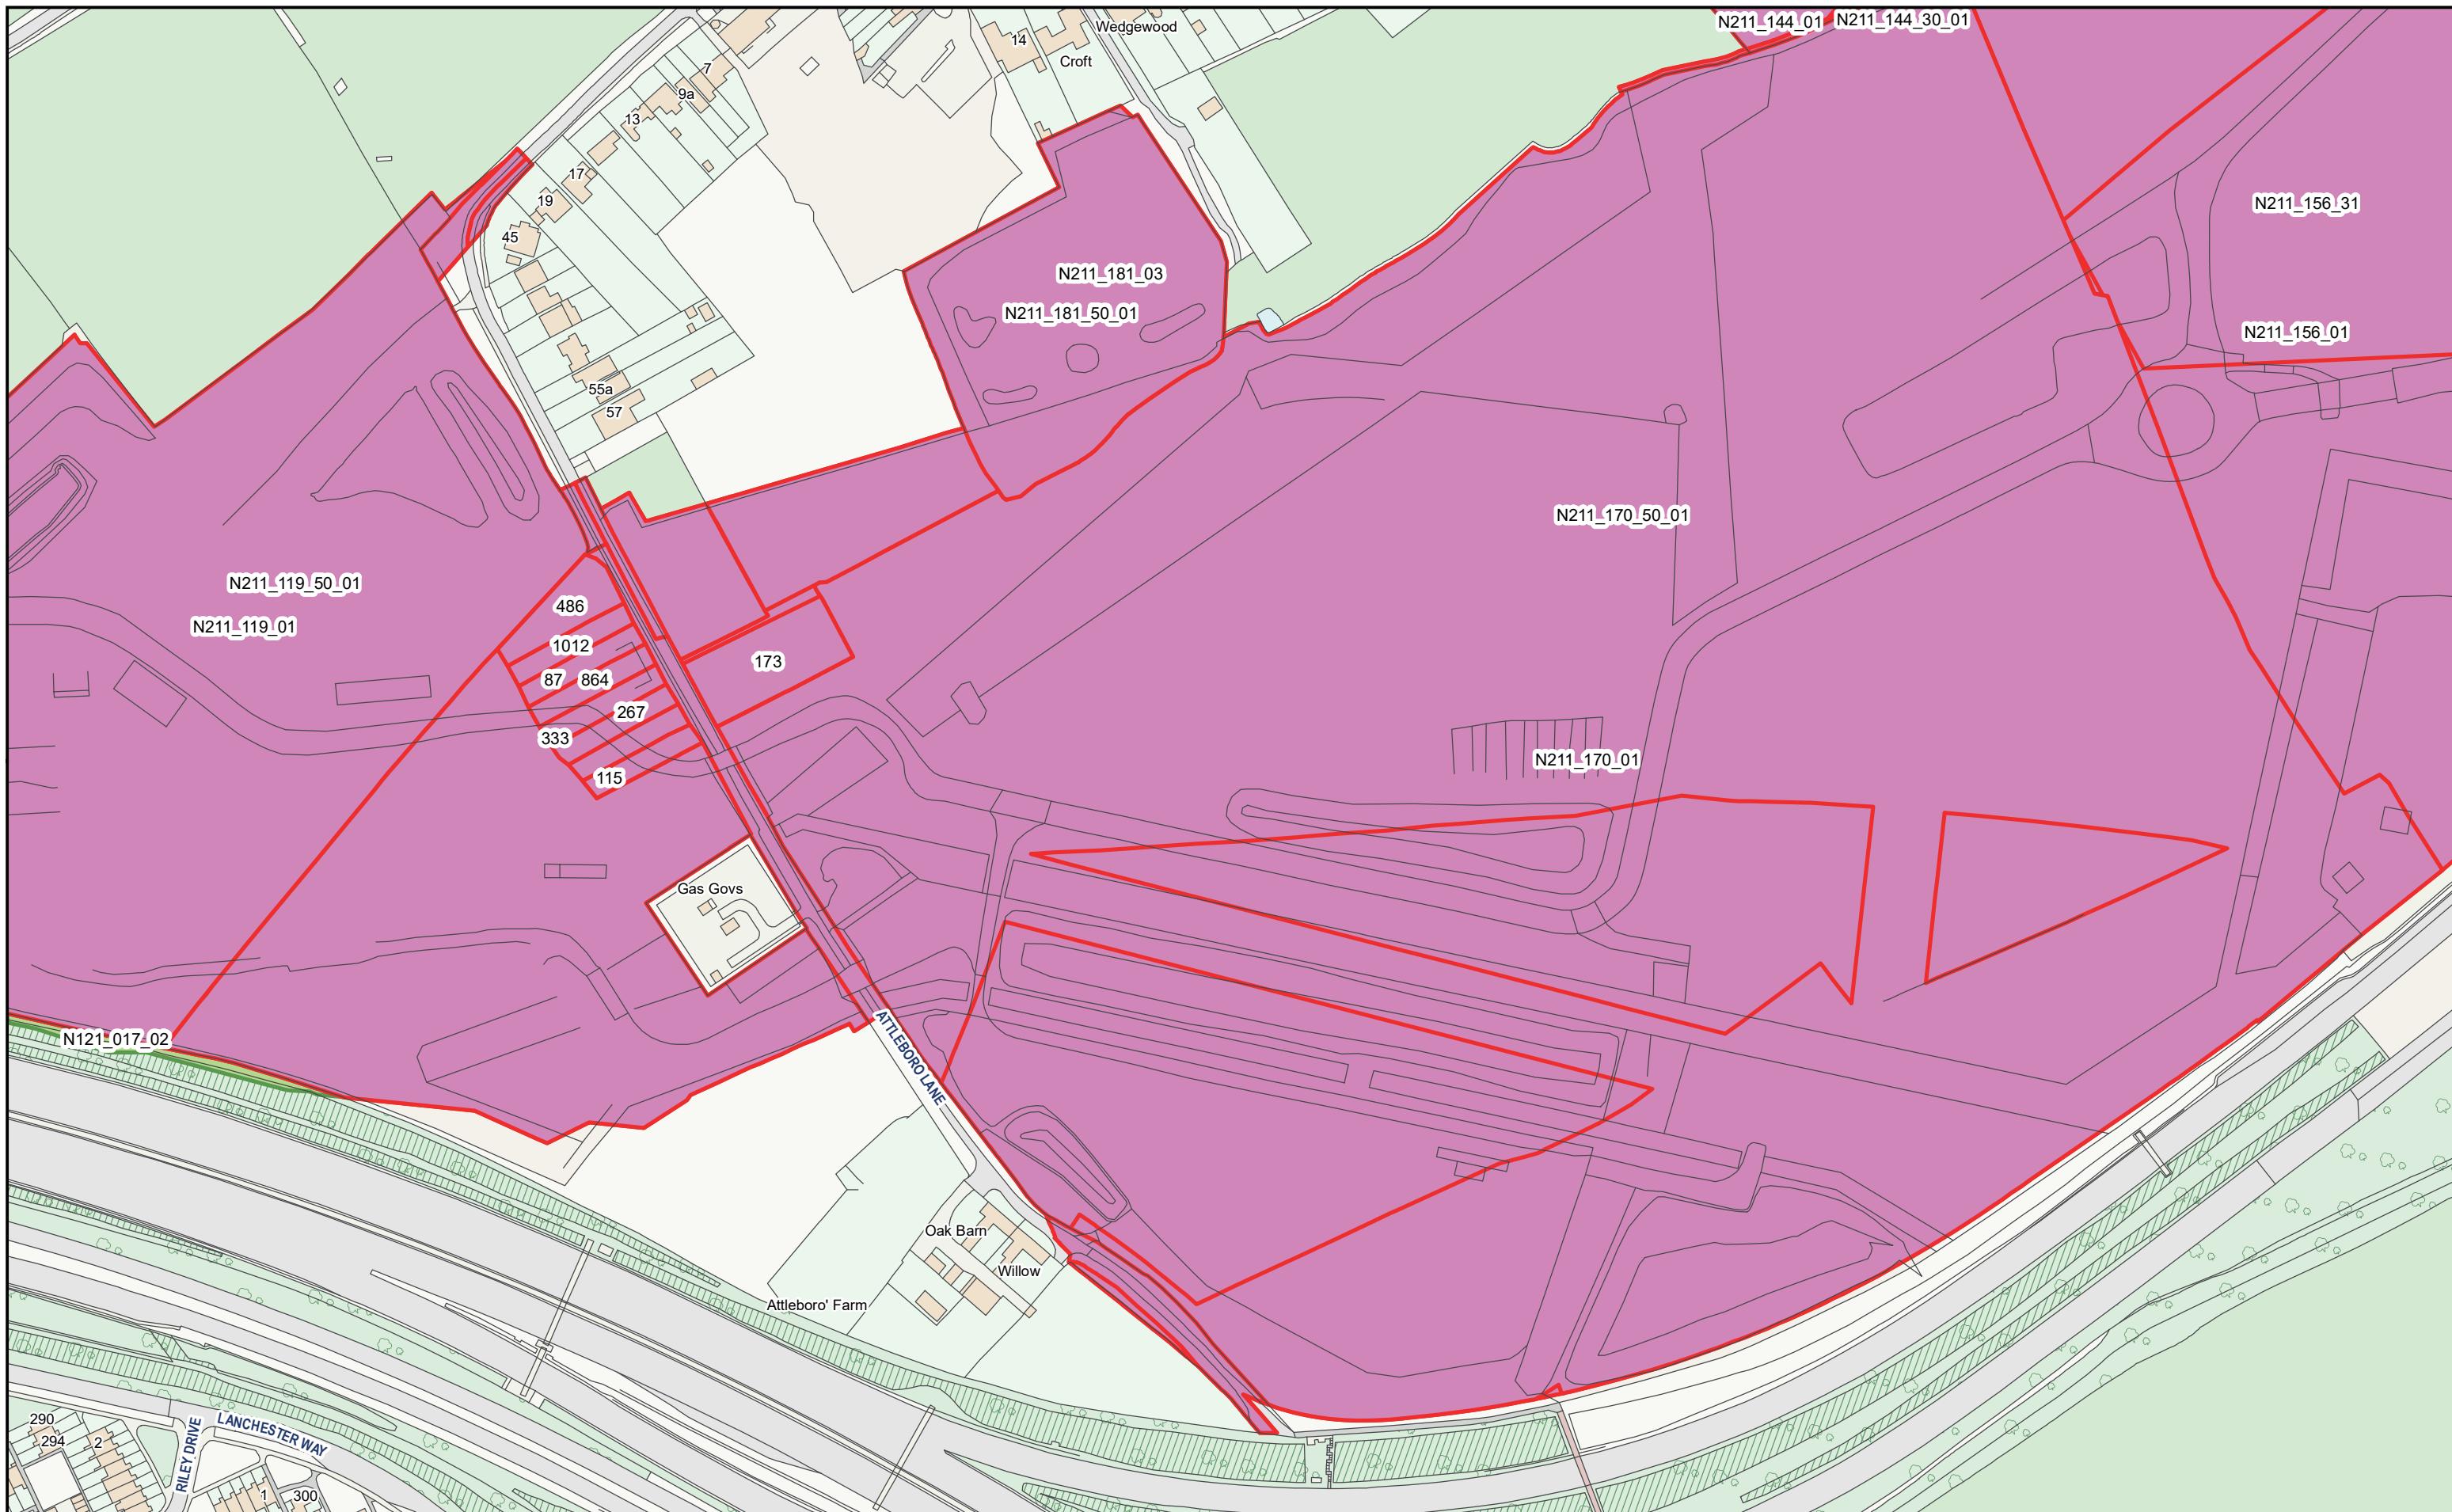 N211_144_01
N211_144_30_01
Wedgewood
14
Croft
7
9a
13
17
19
45
N211_156_31
N211_181_03
N211_181_50_01
N211_156_01
55a
57
N211_170_50_01
N211_119_50_01
N211_119_01
486
1012
87
864
173
267
333
115
N211_170_01
Gas Govs
N121_017_02
ATTLEBORO LANE
Oak Barn
Willow
Attleboro' Farm
290
294
2
RILEY DRIVE
LANCHESTER WAY
1
300